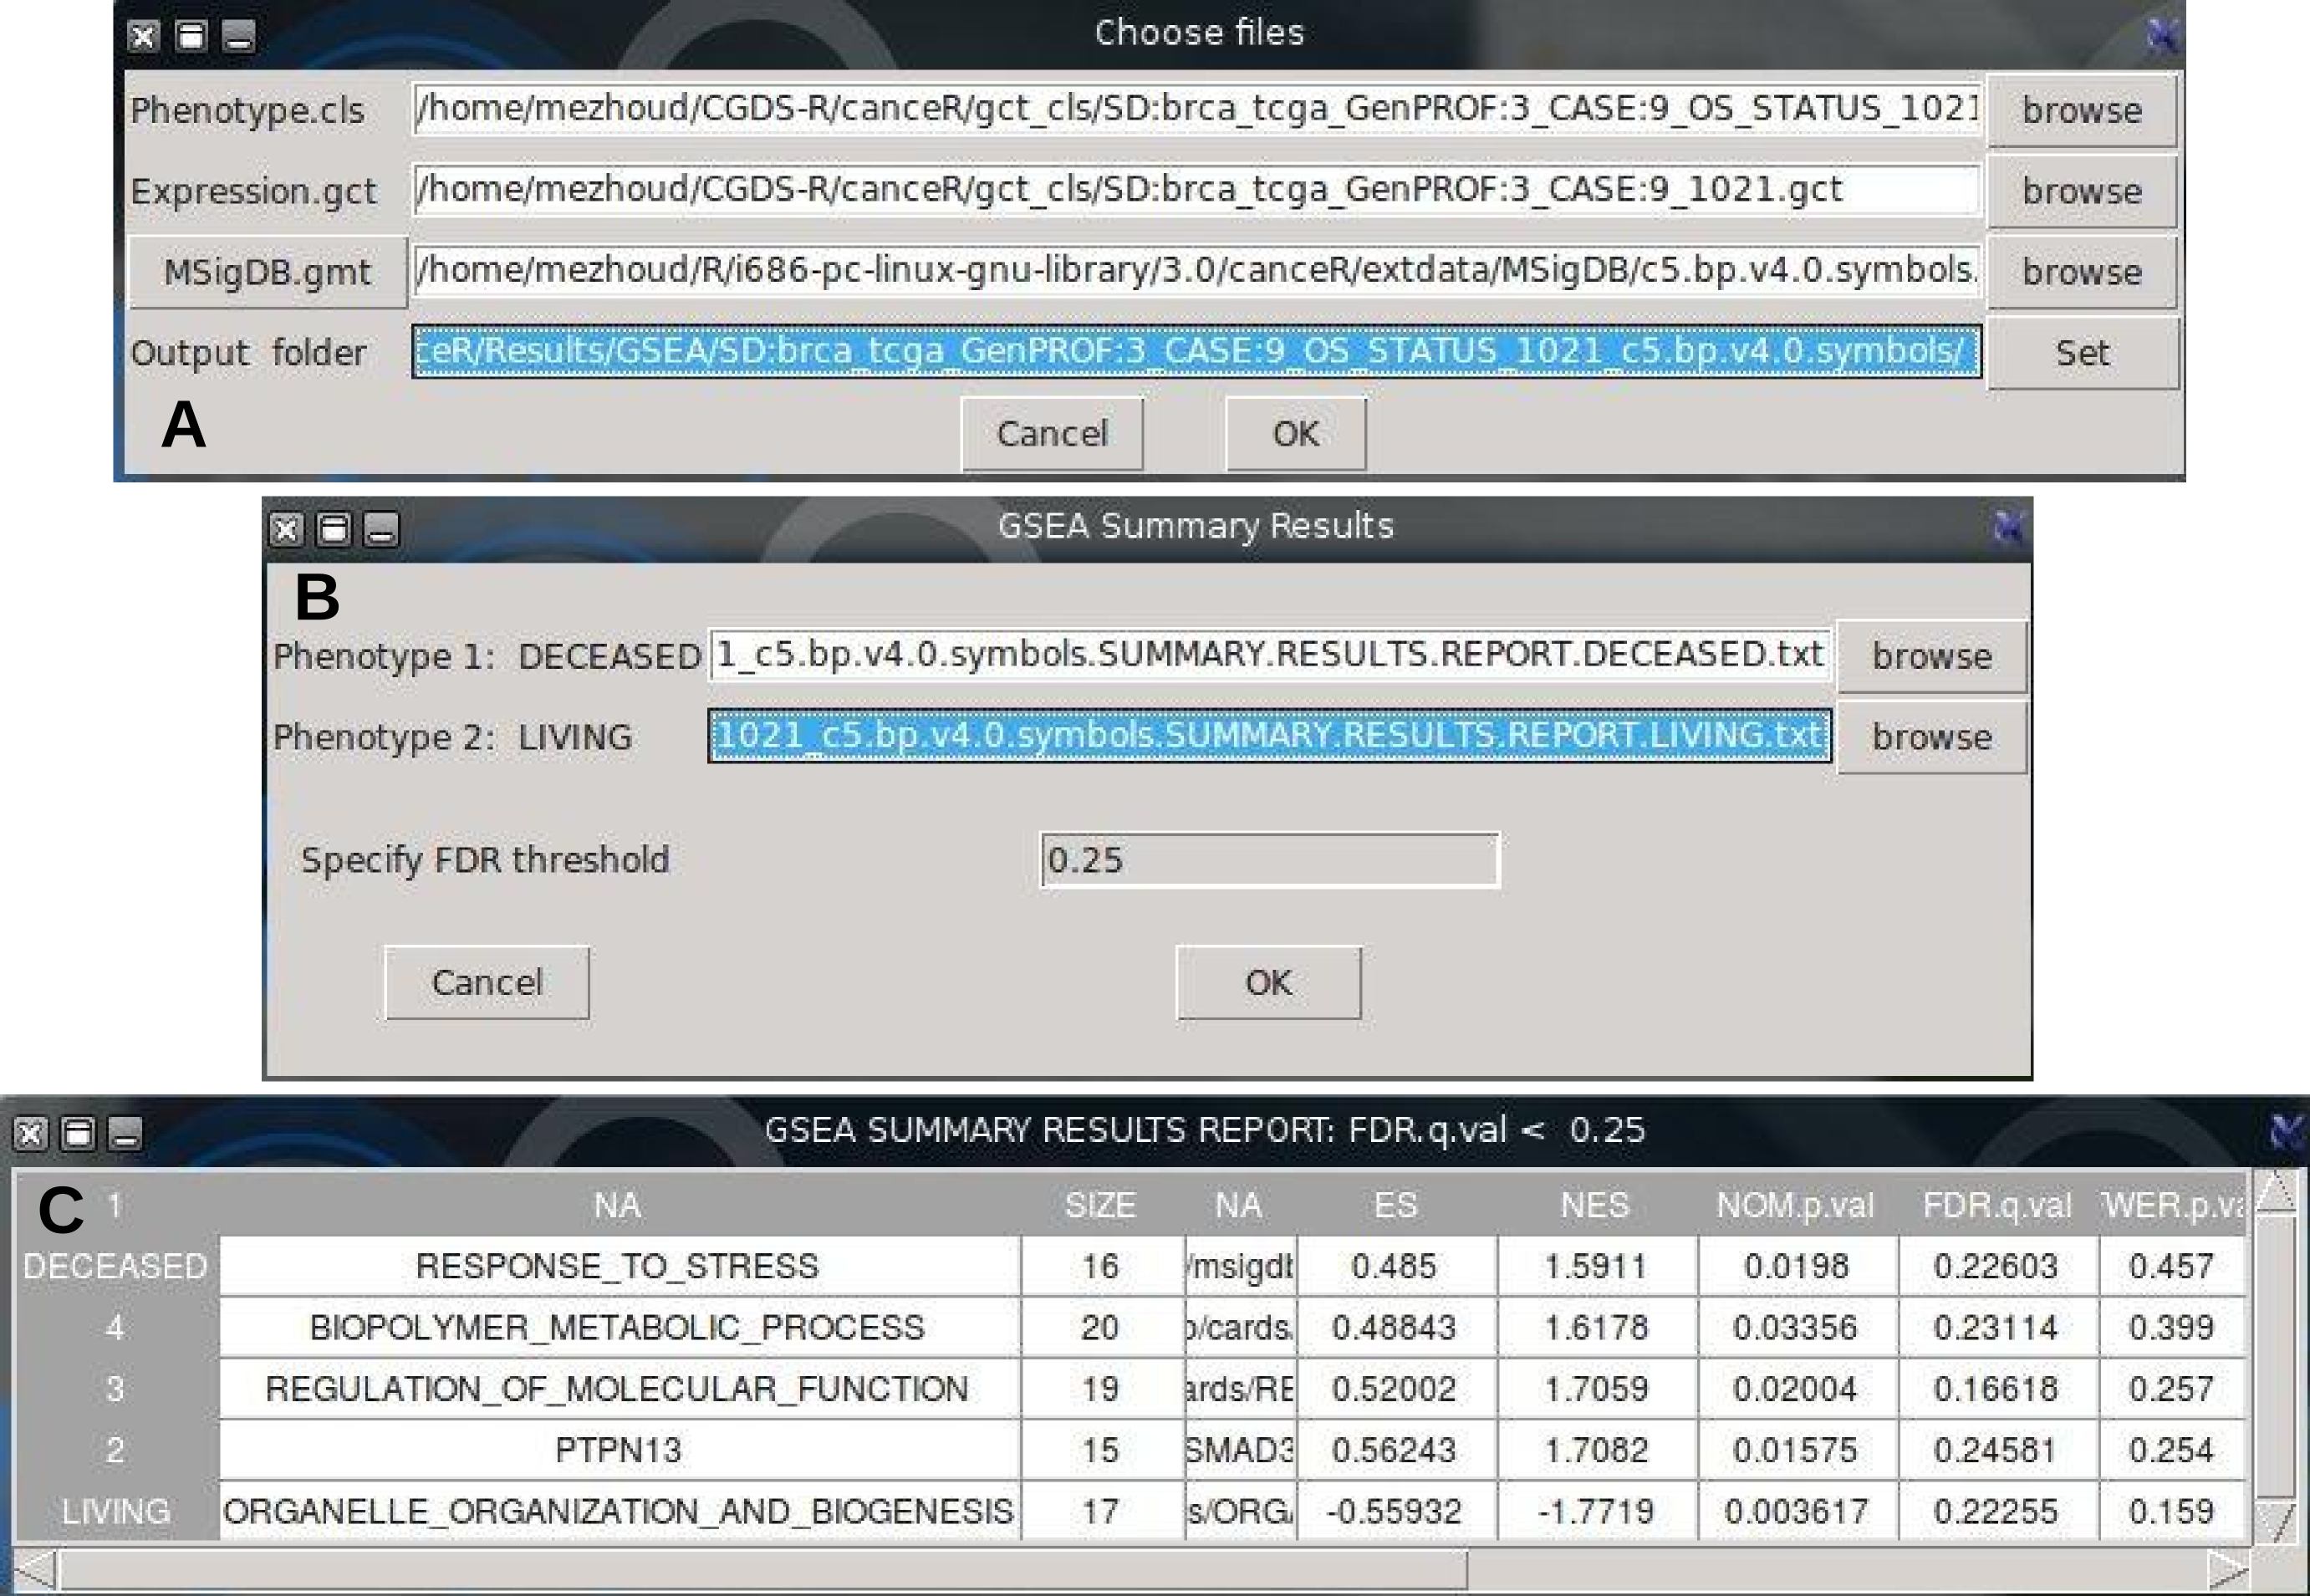 Choose files
Phenotype.cls /home/mezhoud/CGDS-R/canceR/gct_cls/SD:brca_tcga_GenPROF:3_CASE:9_OS_STATUS_1021 browse
Expression.gct /home/mezhoud/CGDS-R/canceR/gct_cls/SD:brca_tcga_GenPROF:3_CASE:9_1021.gct browse
MSigDB.gmt /home/mezhoud/R/i686-pc-linux-gnu-library/3.0/canceR/extdata/MSigDB/c5.bp.v4.0.symbols. browse
Output folder ceR/Results/GSEA/SD:brca_tcga_GenPROF:3_CASE:9_OS_STATUS_1021_c5.bp.v4.0.symbols/ Set
A Cancel OK
GSEA Summary Results
B
Phenotype 1: DECEASED 1_c5.bp.v4.0.symbols.SUMMARY.RESULTS.REPORT.DECEASED.txt browse
Phenotype 2: LIVING 1021_c5.bp.v4.0.symbols.SUMMARY.RESULTS.REPORT.LIVING.txt browse
Specify FDR threshold 0.25
Cancel OK
GSEA SUMMARY RESULTS REPORT: FDR.q.val < 0.25
C 1 NA SIZE NA ES NES NOM.p.val FDR.q.val WER.p.va
DECEASED RESPONSE_TO_STRESS 16 /msigdb 0.485 1.5911 0.0198 0.22603 0.457
4 BIOPOLYMER_METABOLIC_PROCESS 20 /cards 0.48843 1.6178 0.03356 0.23114 0.399
3 REGULATION_OF_MOLECULAR_FUNCTION 19 ards/RE 0.52002 1.7059 0.02004 0.16618 0.257
2 PTPN13 15 SMAD3 0.56243 1.7082 0.01575 0.24581 0.254
LIVING ORGANELLE_ORGANIZATION_AND_BIOGENESIS 17 s/ORG -0.55932 -1.7719 0.003617 0.22255 0.159